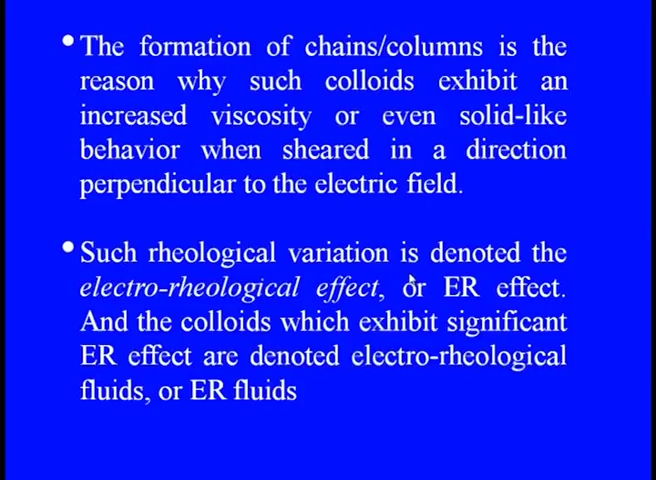 • The formation of chains/columns is the
reason why such colloids exhibit an
increased viscosity or even solid-like
behavior when sheared in a direction
perpendicular to the electric field.
• Such rheological variation is denoted the
electro-rheological effect, or ER effect.
And the colloids which exhibit significant
ER effect are denoted electro-rheological
fluids, or ER fluids